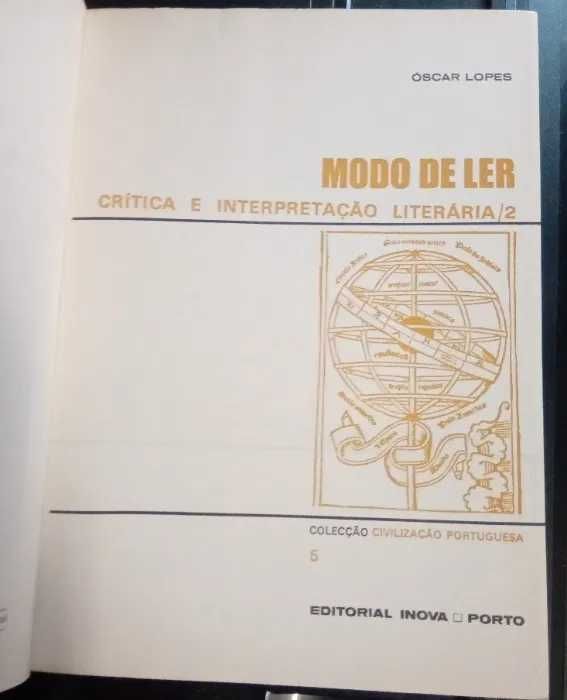 ÓSCAR LOPES
MODO DE LER
CRÍTICA E INTERPRETAÇÃO LITERÁRIA/2
COLECÇÃO CIVILIZAÇÃO PORTUGUESA
5
EDITORIAL INOVA □ PORTO